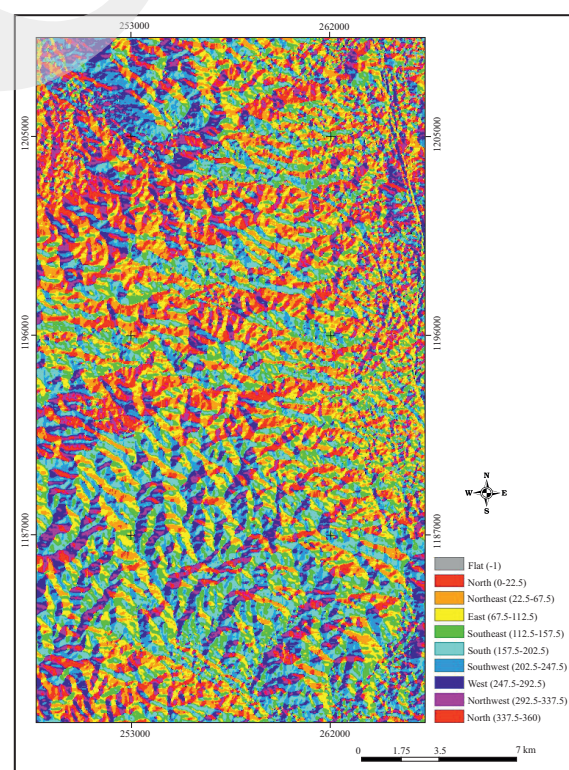 253000 262000
1205000 1205000
1196000 1196000
N
W E
S
1187000 1187000
Flat (-1)
North (0-22.5)
Northeast (22.5-67.5)
East (67.5-112.5)
Southeast (112.5-157.5)
South (157.5-202.5)
Southwest (202.5-247.5)
West (247.5-292.5)
Northwest (292.5-337.5)
North (337.5-360)
253000 262000
0 1.75 3.5 7 km